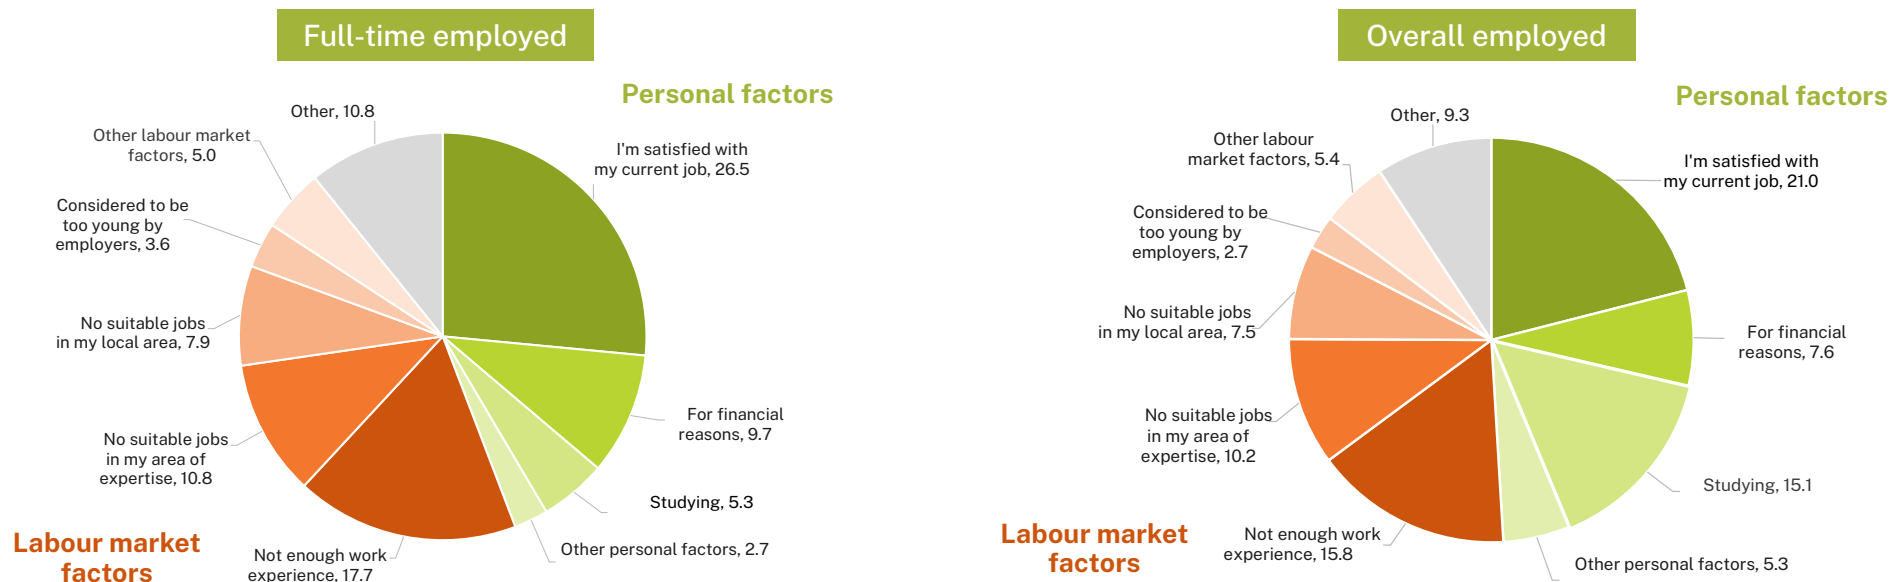 Full-time employed
Personal factors
Other, 10.8
Other labour market
factors, 5.0
I'm satisfied with
my current job, 26.5
Considered to be
too young by
employers, 3.6
No suitable jobs
in my local area, 7.9
For financial
reasons, 9.7
No suitable jobs
in my area of
expertise, 10.8
Studying, 5.3
Other personal factors, 2.7
Not enough work
experience, 17.7
Labour market
factors
Overall employed
Personal factors
Other, 9.3
Other labour
market factors, 5.4
I'm satisfied with
my current job, 21.0
Considered to be
too young by
employers, 2.7
No suitable jobs
in my local area, 7.5
For financial
reasons, 7.6
No suitable jobs
in my area of
expertise, 10.2
Studying, 15.1
Not enough work
experience, 15.8
Other personal factors, 5.3
Labour market
factors